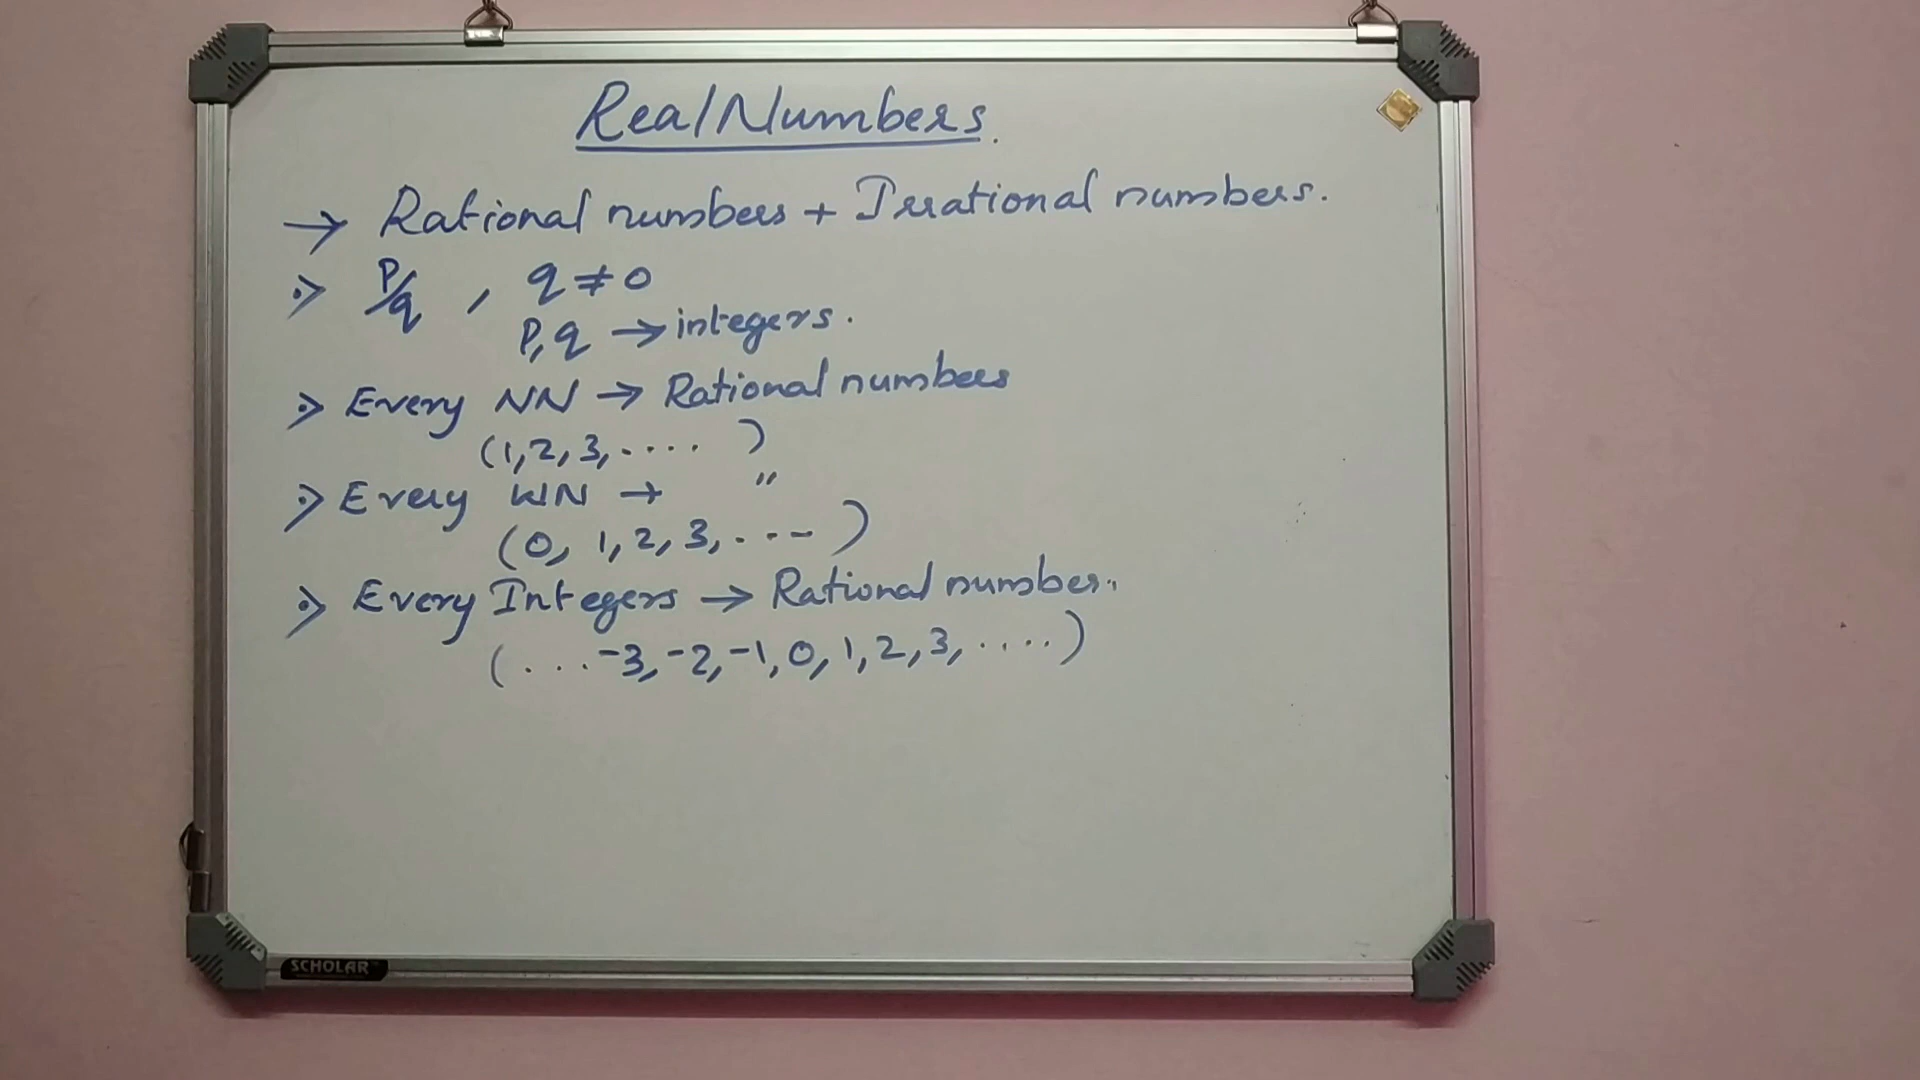 Real Numbers.
→ Rational numbers + Irrational numbers.
⋗ P/q , q ≠ 0
P, q → integers.
⋗ Every NN → Rational numbers
(1, 2, 3, .... )
⋗ Every WN → "
(0, 1, 2, 3, .... )
⋗ Every Integers → Rational number.
(...-3, -2, -1, 0, 1, 2, 3, ....)
SCHOLAR